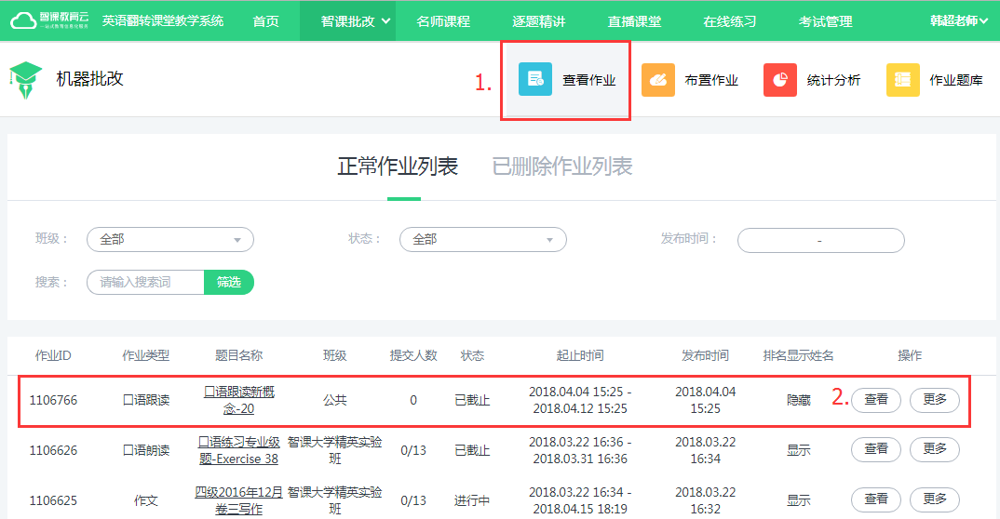 智课教育云
一站式教育信息化服务
英语翻转课堂教学系统 首页 智课批改 名师课程 逐题精讲 直播课堂 在线练习 考试管理 韩超老师
机器批改 1. 查看作业 布置作业 统计分析 作业题库
正常作业列表 已删除作业列表
班级： 全部 状态： 全部 发布时间： -
搜索： 请输入搜索词 筛选
作业ID 作业类型 题目名称 班级 提交人数 状态 起止时间 发布时间 排名显示姓名 操作
1106766 口语跟读 口语跟读新概念-20 公共 0 已截止 2018.04.04 15:25 - 2018.04.12 15:25 2018.04.04 15:25 隐藏 2. 查看 更多
1106626 口语朗读 口语练习专业级题-Exercise 38 智课大学精英实验班 0/13 已截止 2018.03.22 16:36 - 2018.03.31 16:36 2018.03.22 16:34 显示 查看 更多
1106625 作文 四级2016年12月卷三写作 智课大学精英实验班 0/13 进行中 2018.03.22 16:34 - 2018.04.15 18:19 2018.03.22 16:32 显示 查看 更多